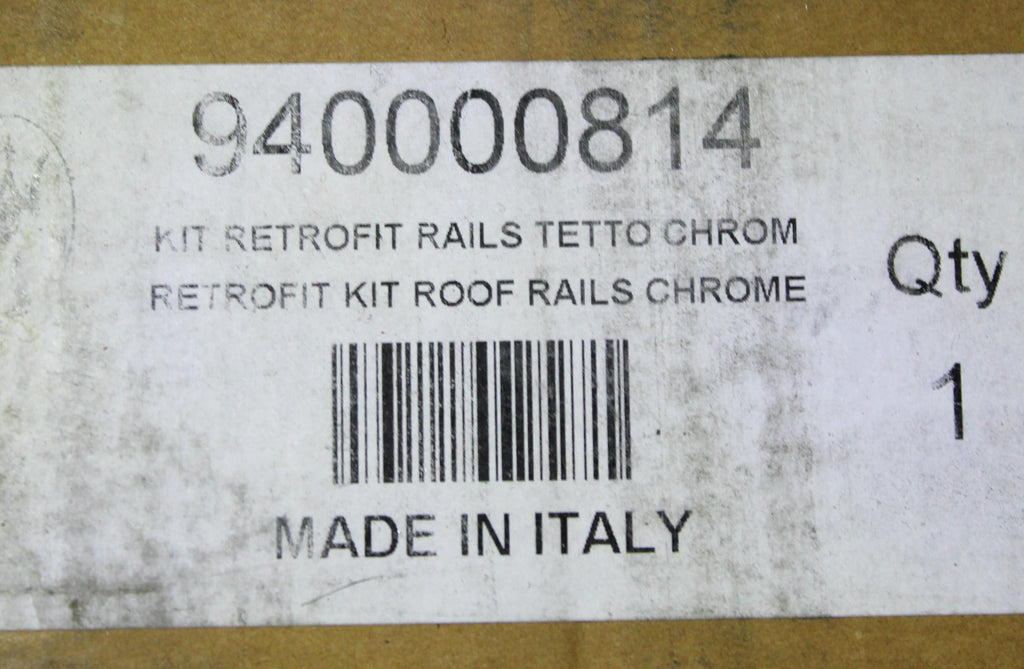 940000814
KIT RETROFIT RAILS TETTO CHROM
RETROFIT KIT ROOF RAILS CHROME
Qty
1
MADE IN ITALY